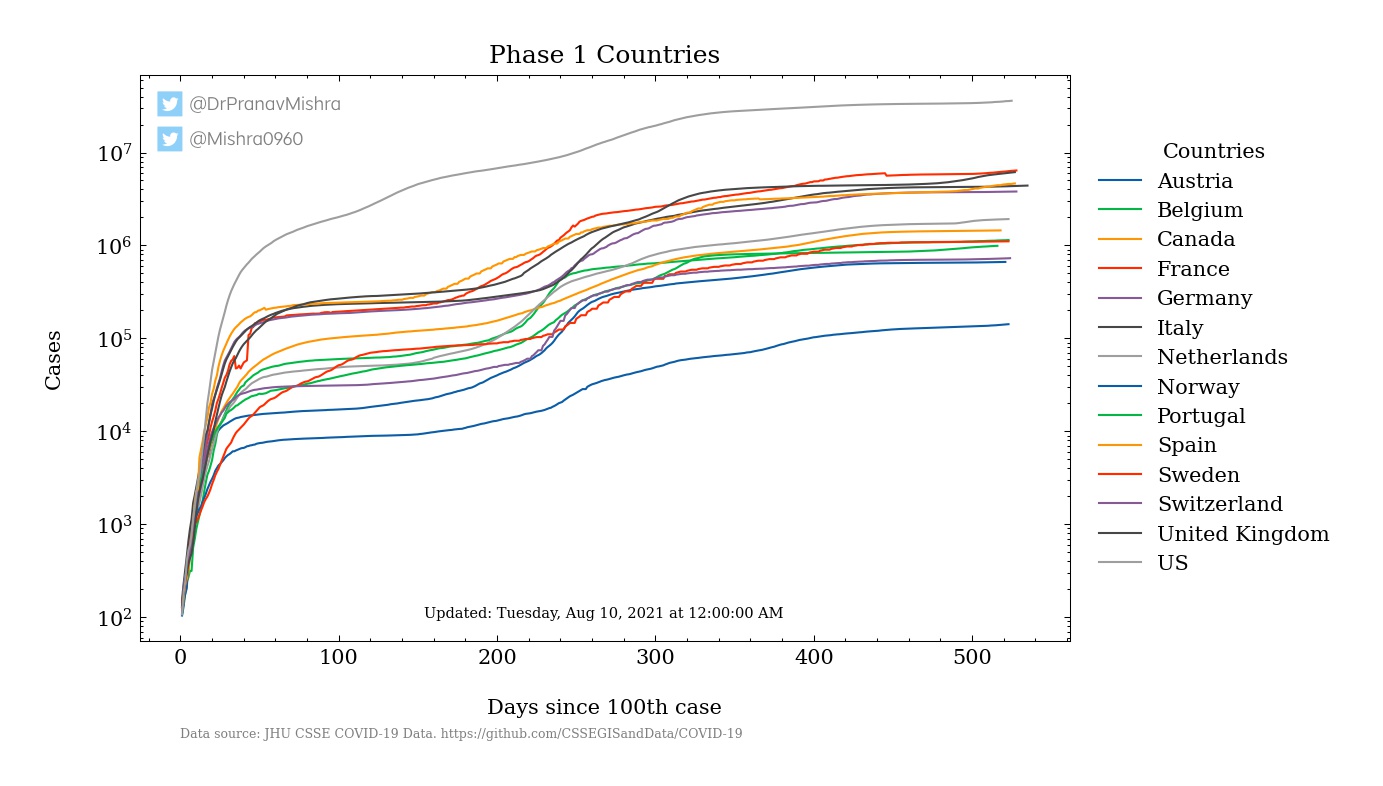 Phase 1 Countries
@DrPranavMishra
@Mishra0960
10^7
10^6
10^5
10^4
10^3
10^2
Cases
Updated: Tuesday, Aug 10, 2021 at 12:00:00 AM
0 100 200 300 400 500
Days since 100th case
Data source: JHU CSSE COVID-19 Data. https://github.com/CSSEGISandData/COVID-19
Countries
Austria
Belgium
Canada
France
Germany
Italy
Netherlands
Norway
Portugal
Spain
Sweden
Switzerland
United Kingdom
US